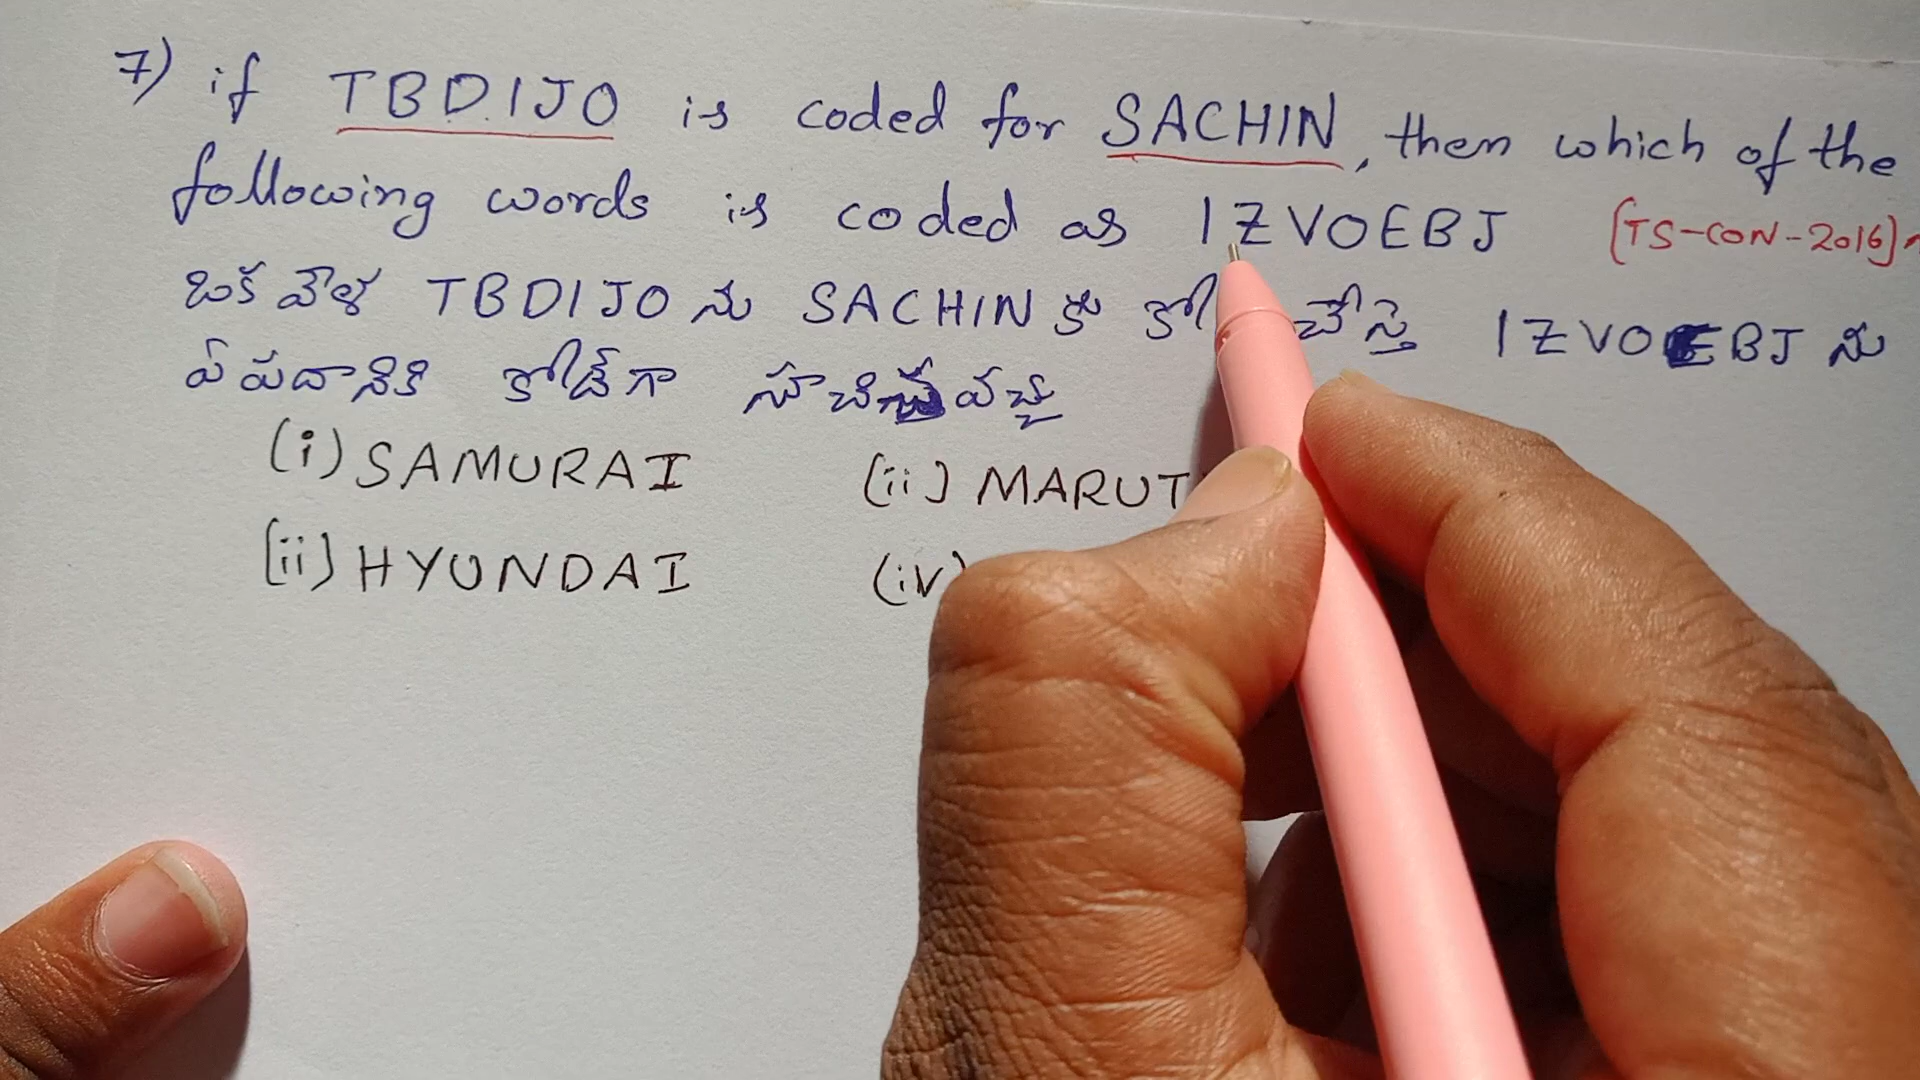 7) if TBDIJO is coded for SACHIN, then which of the
following words is coded as IZVOEBJ [TS-CON-2016]
ఒక వేళ TBDIJO ను SACHIN కు చేస్తే IZVOEBJ ను
ఏ పదానికి కోడ్‌గా
(i) SAMURAI (ii) MARUT
(ii) HYUNDAI (iv)